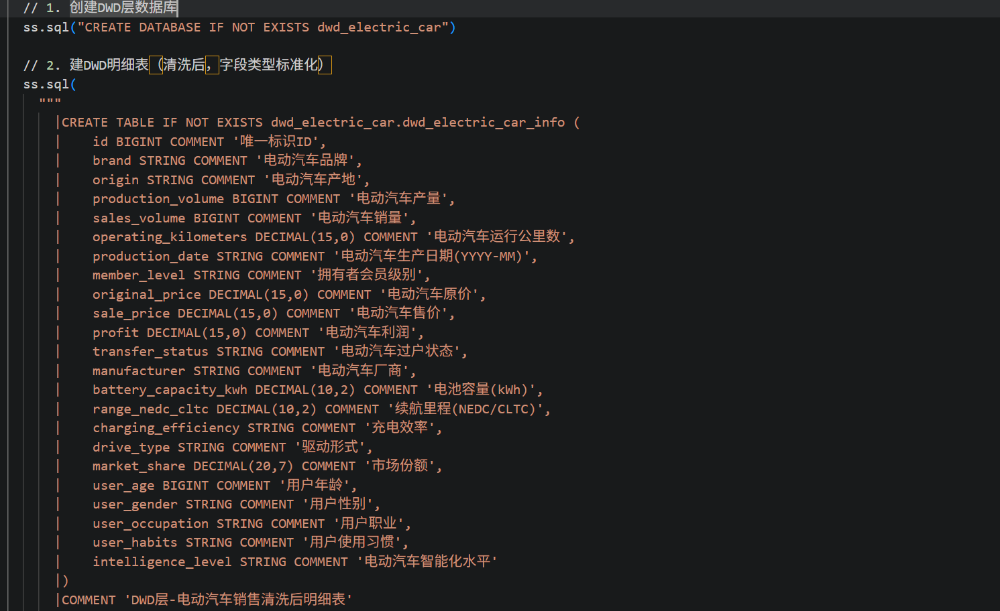 // 1. 创建DWD层数据库
ss.sql("CREATE DATABASE IF NOT EXISTS dwd_electric_car")
// 2. 建DWD明细表（清洗后，字段类型标准化）
ss.sql(
"""
|CREATE TABLE IF NOT EXISTS dwd_electric_car.dwd_electric_car_info (
|    id BIGINT COMMENT '唯一标识ID',
|    brand STRING COMMENT '电动汽车品牌',
|    origin STRING COMMENT '电动汽车产地',
|    production_volume BIGINT COMMENT '电动汽车产量',
|    sales_volume BIGINT COMMENT '电动汽车销量',
|    operating_kilometers DECIMAL(15,0) COMMENT '电动汽车运行公里数',
|    production_date STRING COMMENT '电动汽车生产日期(YYYY-MM)',
|    member_level STRING COMMENT '拥有者会员级别',
|    original_price DECIMAL(15,0) COMMENT '电动汽车原价',
|    sale_price DECIMAL(15,0) COMMENT '电动汽车售价',
|    profit DECIMAL(15,0) COMMENT '电动汽车利润',
|    transfer_status STRING COMMENT '电动汽车过户状态',
|    manufacturer STRING COMMENT '电动汽车厂商',
|    battery_capacity_kwh DECIMAL(10,2) COMMENT '电池容量(kWh)',
|    range_nedc_cltc DECIMAL(10,2) COMMENT '续航里程(NEDC/CLTC)',
|    charging_efficiency STRING COMMENT '充电效率',
|    drive_type STRING COMMENT '驱动形式',
|    market_share DECIMAL(20,7) COMMENT '市场份额',
|    user_age BIGINT COMMENT '用户年龄',
|    user_gender STRING COMMENT '用户性别',
|    user_occupation STRING COMMENT '用户职业',
|    user_habits STRING COMMENT '用户使用习惯',
|    intelligence_level STRING COMMENT '电动汽车智能化水平'
|)
|COMMENT 'DWD层-电动汽车销售清洗后明细表'